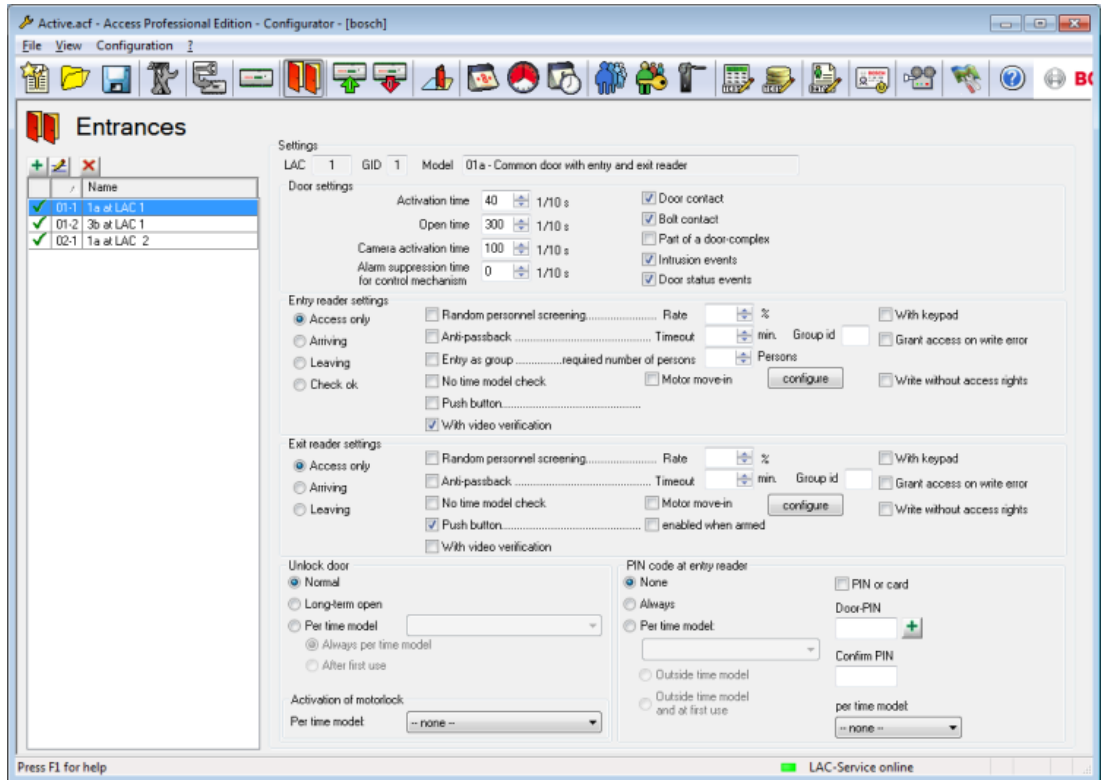 Active.acf - Access Professional Edition - Configurator - [bosch]
File View Configuration ?
Entrances
Name
01-1 1a at LAC 1
01-2 3b at LAC 1
02-1 1a at LAC 2
Settings
LAC 1 GID 1 Model 01a - Common door with entry and exit reader
Door settings
Activation time 40 1/10 s Door contact
Open time 300 1/10 s Bolt contact
Camera activation time 100 1/10 s Part of a door-complex
Alarm suppression time for control mechanism 0 1/10 s Intrusion events
Door status events
Entry reader settings
Access only Random personnel screening....................... Rate % With keypad
Arriving Anti-passback .......................................... Timeout min. Group id Grant access on write error
Leaving Entry as group ..............required number of persons Persons
Check ok No time model check Motor move-in configure Write without access rights
Push button..............................................
With video verification
Exit reader settings
Access only Random personnel screening....................... Rate % With keypad
Arriving Anti-passback .......................................... Timeout min. Group id Grant access on write error
Leaving No time model check Motor move-in configure Write without access rights
Push button.............................................. enabled when armed
With video verification
Unlock door
Normal
Long-term open
Per time model
Always per time model
After first use
Activation of motorlock
Per time model: -- none --
PIN code at entry reader
None PIN or card
Always Door-PIN
Per time model:
Confirm PIN
Outside time model
Outside time model
and at first use
per time model:
-- none --
Press F1 for help LAC-Service online